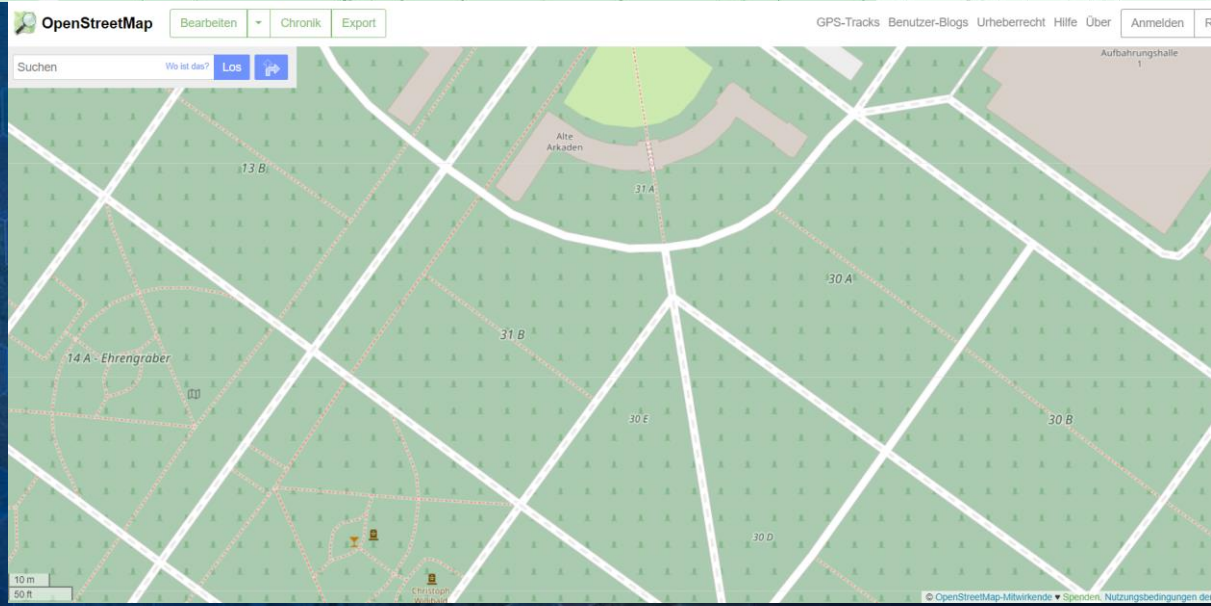 OpenStreetMap Bearbeiten Chronik Export GPS-Tracks Benutzer-Blogs Urheberrecht Hilfe Über Anmelden R
Suchen Wo ist das? Los
Aufbahrungshalle
1
Alte
Arkaden
13 B
31 A
30 A
31 B
14 A - Ehrengräber
30 E
30 B
30 D
Christoph
Willibald
10 m
50 ft
© OpenStreetMap-Mitwirkende ♥ Spenden. Nutzungsbedingungen der